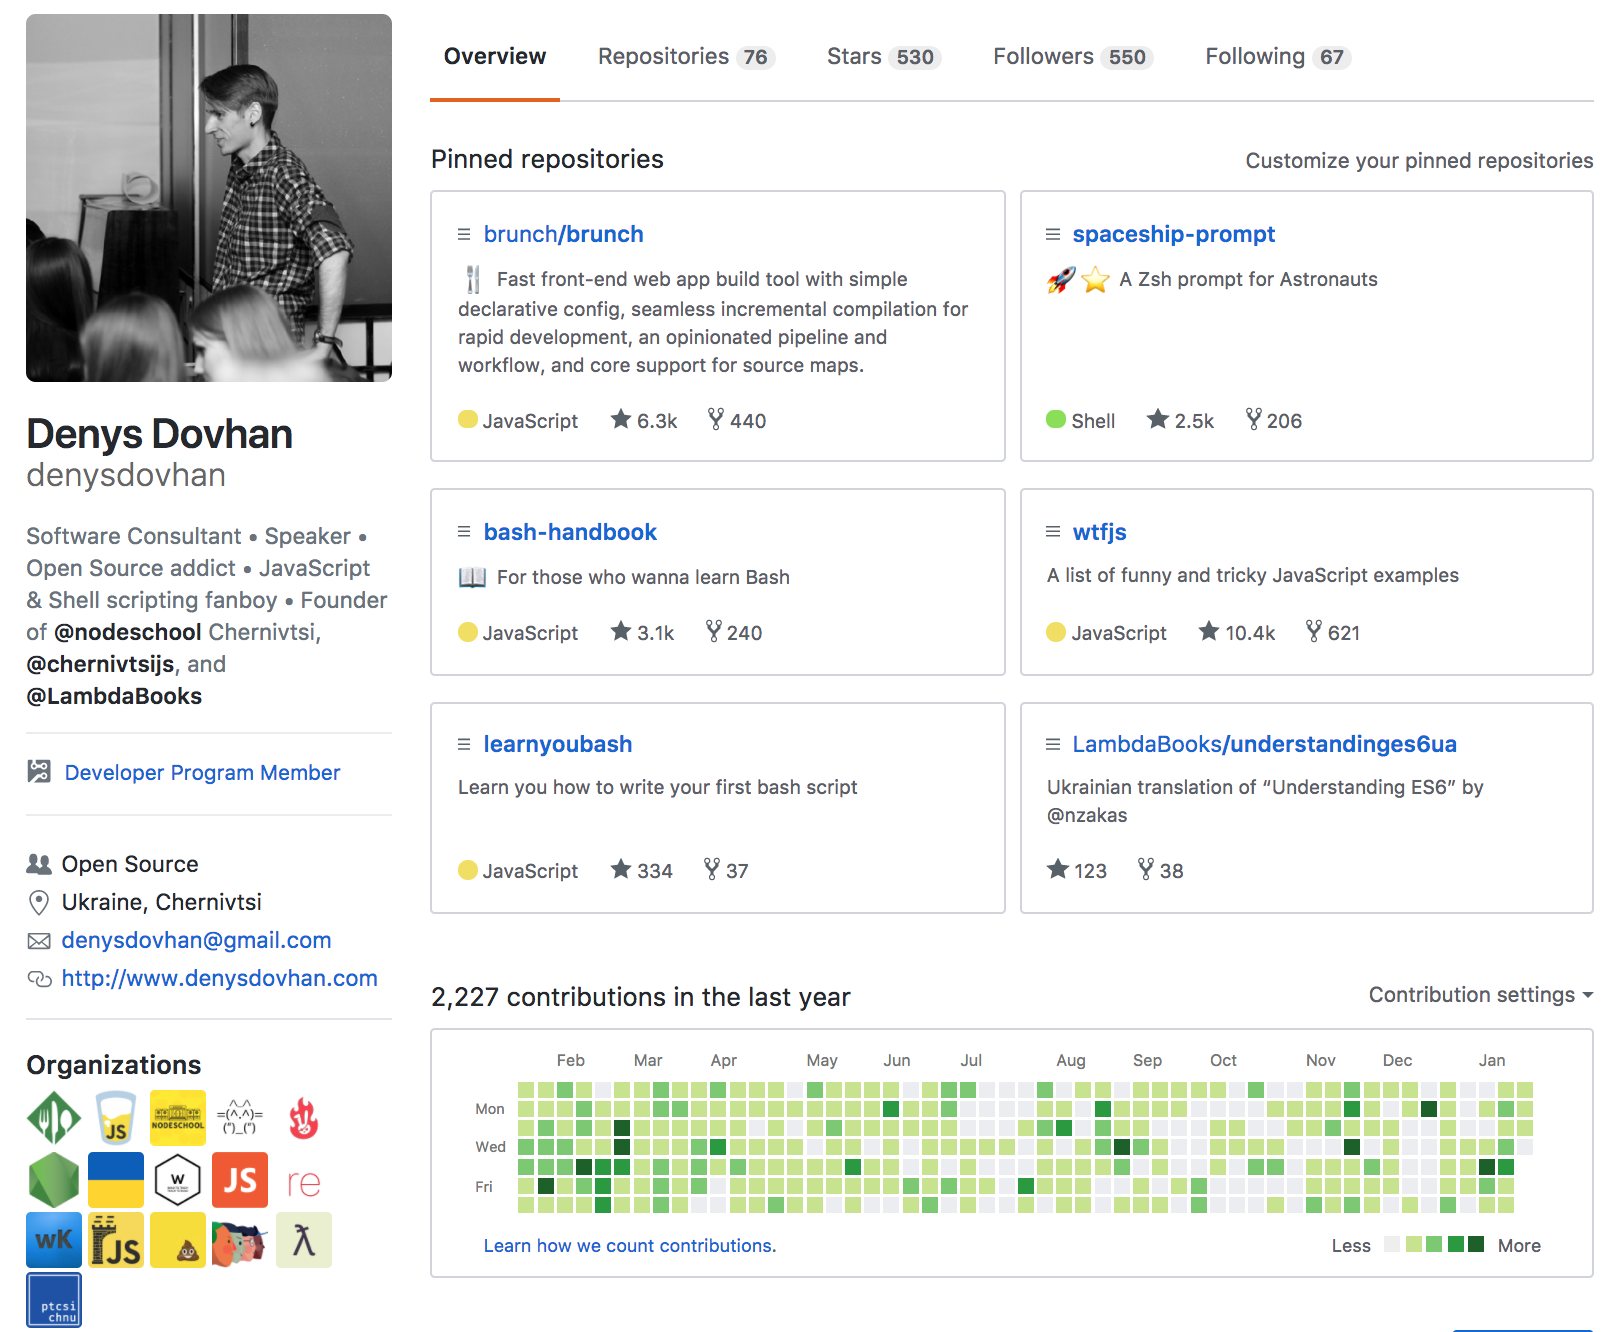 Overview Repositories 76 Stars 530 Followers 550 Following 67
Denys Dovhan
denysdovhan
Software Consultant • Speaker •
Open Source addict • JavaScript
& Shell scripting fanboy • Founder
of @nodeschool Chernivtsi,
@chernivtsijs, and
@LambdaBooks
Developer Program Member
Open Source
Ukraine, Chernivtsi
denysdovhan@gmail.com
http://www.denysdovhan.com
Organizations
JS
NODESCHOOL
=(^.^)=
(")_(")
W
JS
re
wK
JS
λ
ptcsi
chnu
Pinned repositories
Customize your pinned repositories
brunch/brunch
Fast front-end web app build tool with simple
declarative config, seamless incremental compilation for
rapid development, an opinionated pipeline and
workflow, and core support for source maps.
JavaScript 6.3k 440
spaceship-prompt
A Zsh prompt for Astronauts
Shell 2.5k 206
bash-handbook
For those who wanna learn Bash
JavaScript 3.1k 240
wtfjs
A list of funny and tricky JavaScript examples
JavaScript 10.4k 621
learnyoubash
Learn you how to write your first bash script
JavaScript 334 37
LambdaBooks/understandinges6ua
Ukrainian translation of “Understanding ES6” by
@nzakas
123 38
2,227 contributions in the last year
Contribution settings
Feb Mar Apr May Jun Jul Aug Sep Oct Nov Dec Jan
Mon
Wed
Fri
Learn how we count contributions.
Less More